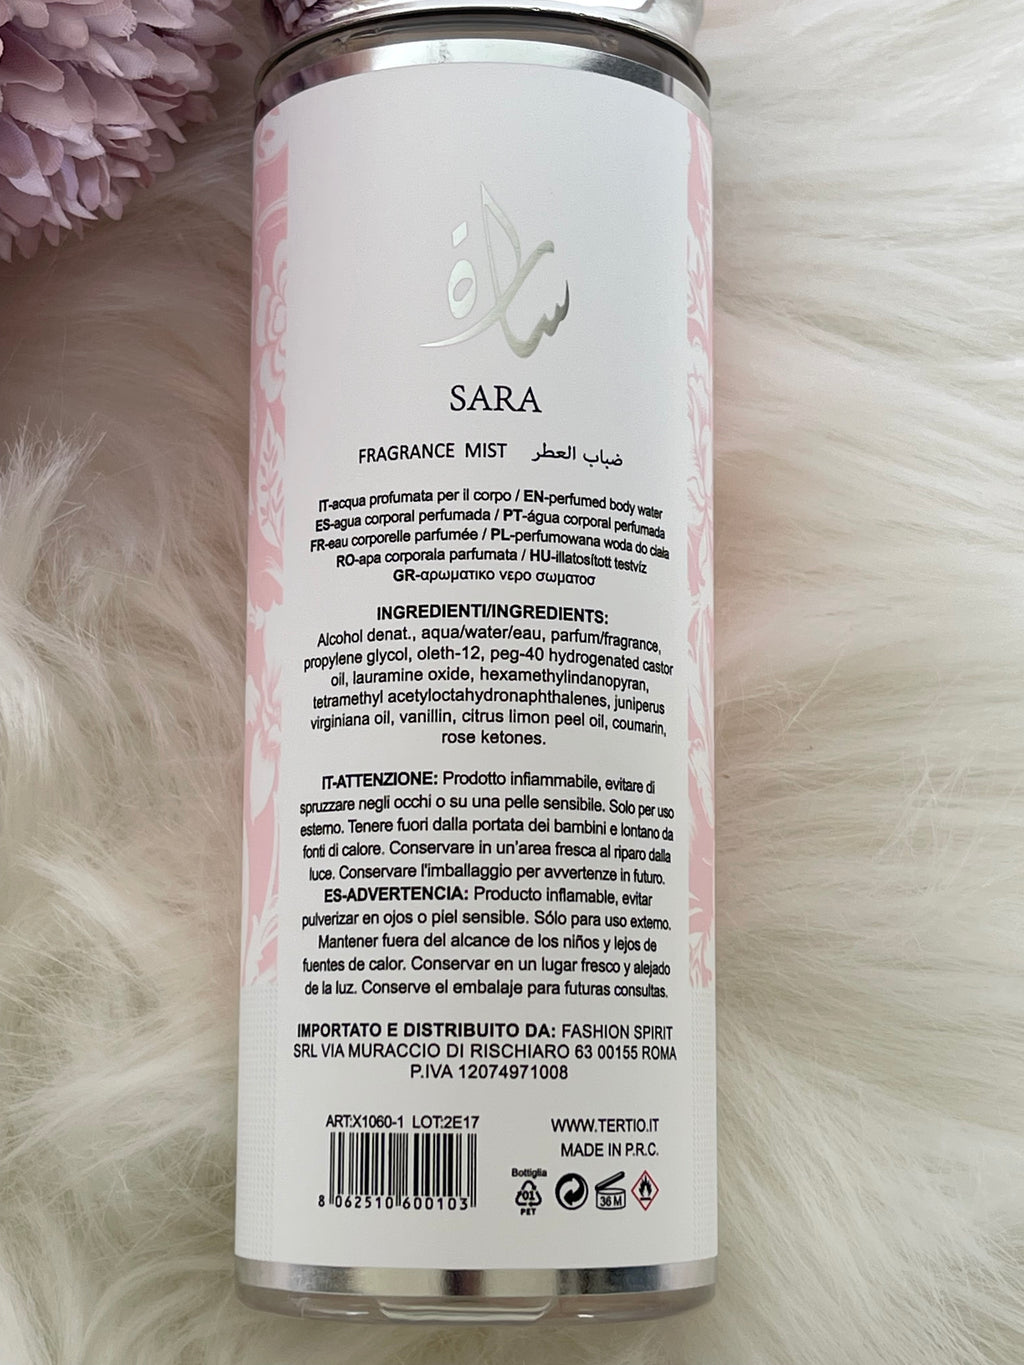 سارة
SARA
FRAGRANCE MIST ضباب العطر
IT-acqua profumata per il corpo / EN-perfumed body water
ES-agua corporal perfumada / PT-água corporal perfumada
FR-eau corporelle parfumée / PL-perfumowana woda do ciała
RO-apa corporala parfumata / HU-illatosított testvíz
GR-αρωματικο νερο σωματοσ
INGREDIENTI/INGREDIENTS:
Alcohol denat., aqua/water/eau, parfum/fragrance,
propylene glycol, oleth-12, peg-40 hydrogenated castor
oil, lauramine oxide, hexamethylindanopyran,
tetramethyl acetyloctahydronaphthalenes, juniperus
virginiana oil, vanillin, citrus limon peel oil, coumarin,
rose ketones.
IT-ATTENZIONE: Prodotto infiammabile, evitare di
spruzzare negli occhi o su una pelle sensibile. Solo per uso
esterno. Tenere fuori dalla portata dei bambini e lontano da
fonti di calore. Conservare in un'area fresca al riparo dalla
luce. Conservare l'imballaggio per avvertenze in futuro.
ES-ADVERTENCIA: Producto inflamable, evitar
pulverizar en ojos o piel sensible. Sólo para uso externo.
Mantener fuera del alcance de los niños y lejos de
fuentes de calor. Conservar en un lugar fresco y alejado
de la luz. Conserve el embalaje para futuras consultas.
IMPORTATO E DISTRIBUITO DA: FASHION SPIRIT
SRL VIA MURACCIO DI RISCHIARO 63 00155 ROMA
P.IVA 12074971008
ART:X1060-1 LOT:2E17
WWW.TERTIO.IT
MADE IN P.R.C.
8 062510 600103
Bottiglia
01
PET
36 M